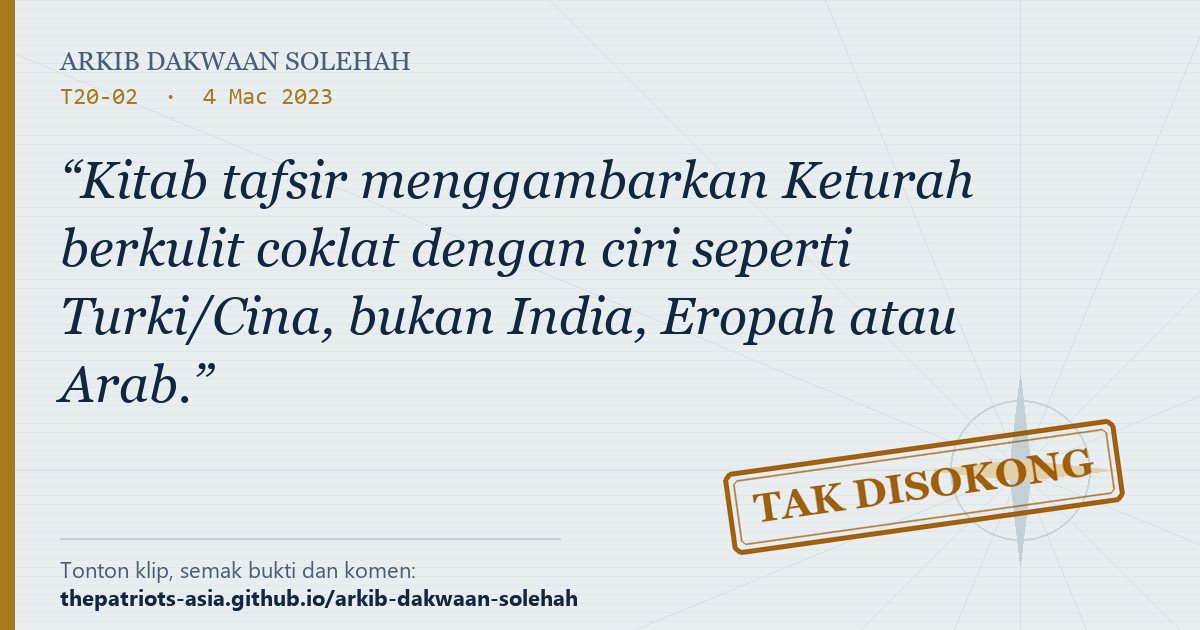 ARKIB DAKWAAN SOLEHAH
T20-02 · 4 Mac 2023
“Kitab tafsir menggambarkan Keturah
berkulit coklat dengan ciri seperti
Turki/Cina, bukan India, Eropah atau
Arab.”
TAK DISOKONG
Tonton klip, semak bukti dan komen:
thepatriots-asia.github.io/arkib-dakwaan-solehah